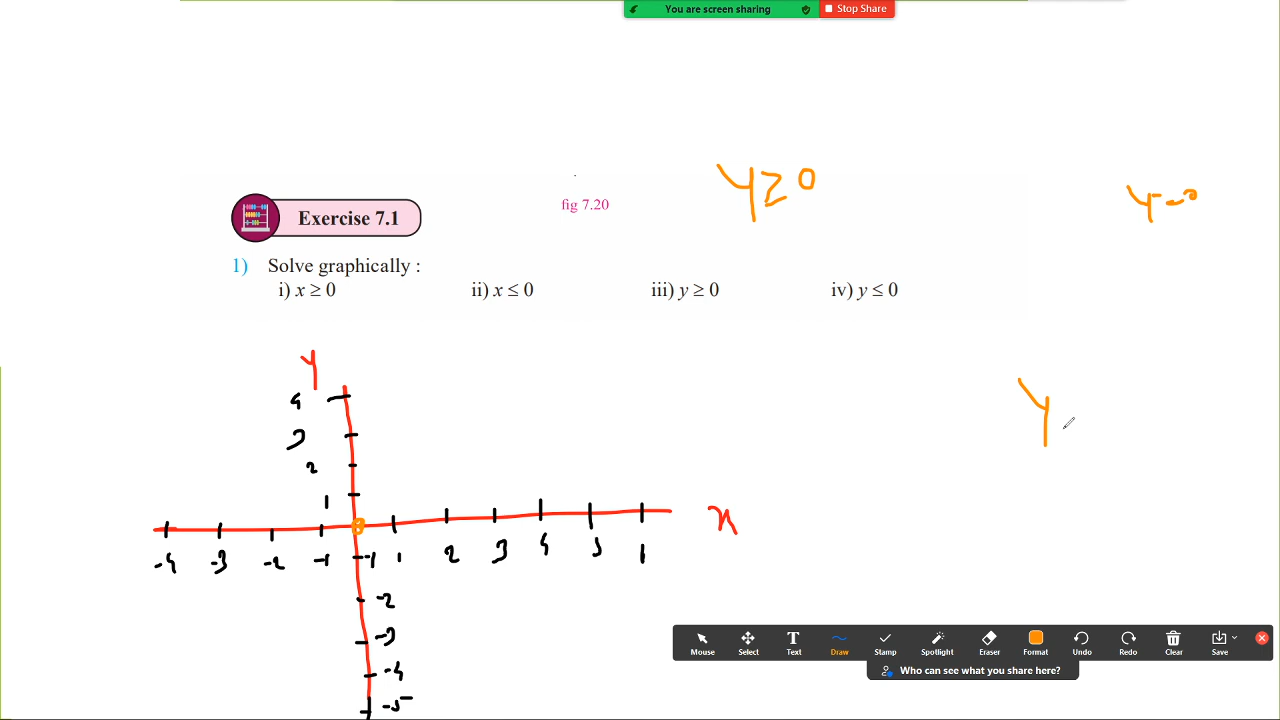 You are screen sharing Stop Share
y ≥ 0
y = 0
Exercise 7.1
fig 7.20
1) Solve graphically :
i) x ≥ 0 ii) x ≤ 0 iii) y ≥ 0 iv) y ≤ 0
y
y
4
3
2
1
x
-4 -3 -2 -1 -1 1 2 3 4 5 1
-2
-3
-4
-5
Mouse Select Text Draw Stamp Spotlight Eraser Format Undo Redo Clear Save
Who can see what you share here?